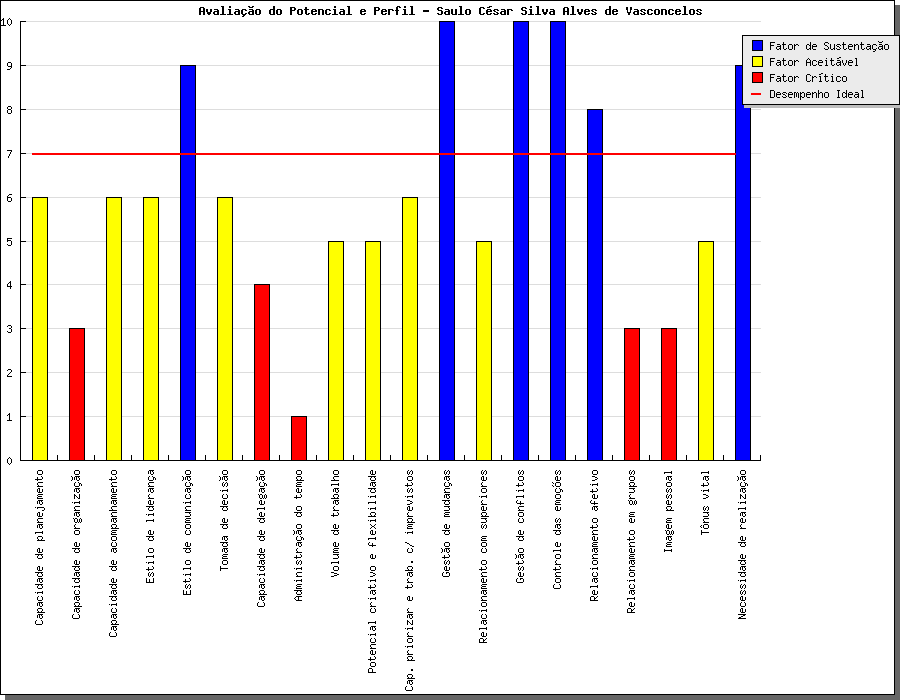 Avaliação do Potencial e Perfil - Saulo César Silva Alves de Vasconcelos
Fator de Sustentação
Fator Aceitável
Fator Crítico
Desempenho Ideal
10
9
8
7
6
5
4
3
2
1
0
Capacidade de planejamento
Capacidade de organização
Capacidade de acompanhamento
Estilo de liderança
Estilo de comunicação
Tomada de decisão
Capacidade de delegação
Administração do tempo
Volume de trabalho
Potencial criativo e flexibilidade
Cap. priorizar e trab. c/ imprevistos
Gestão de mudanças
Relacionamento com superiores
Gestão de conflitos
Controle das emoções
Relacionamento afetivo
Relacionamento em grupos
Imagem pessoal
Tônus vital
Necessidade de realização